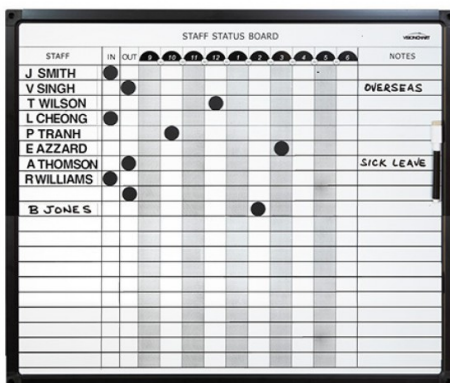 STAFF STATUS BOARD
VISIONCHART
STAFF IN OUT 9 10 11 12 1 2 3 4 5 6 NOTES
J SMITH
V SINGH OVERSEAS
T WILSON
L CHEONG
P TRANH
E AZZARD
A THOMSON SICK LEAVE
R WILLIAMS
B JONES